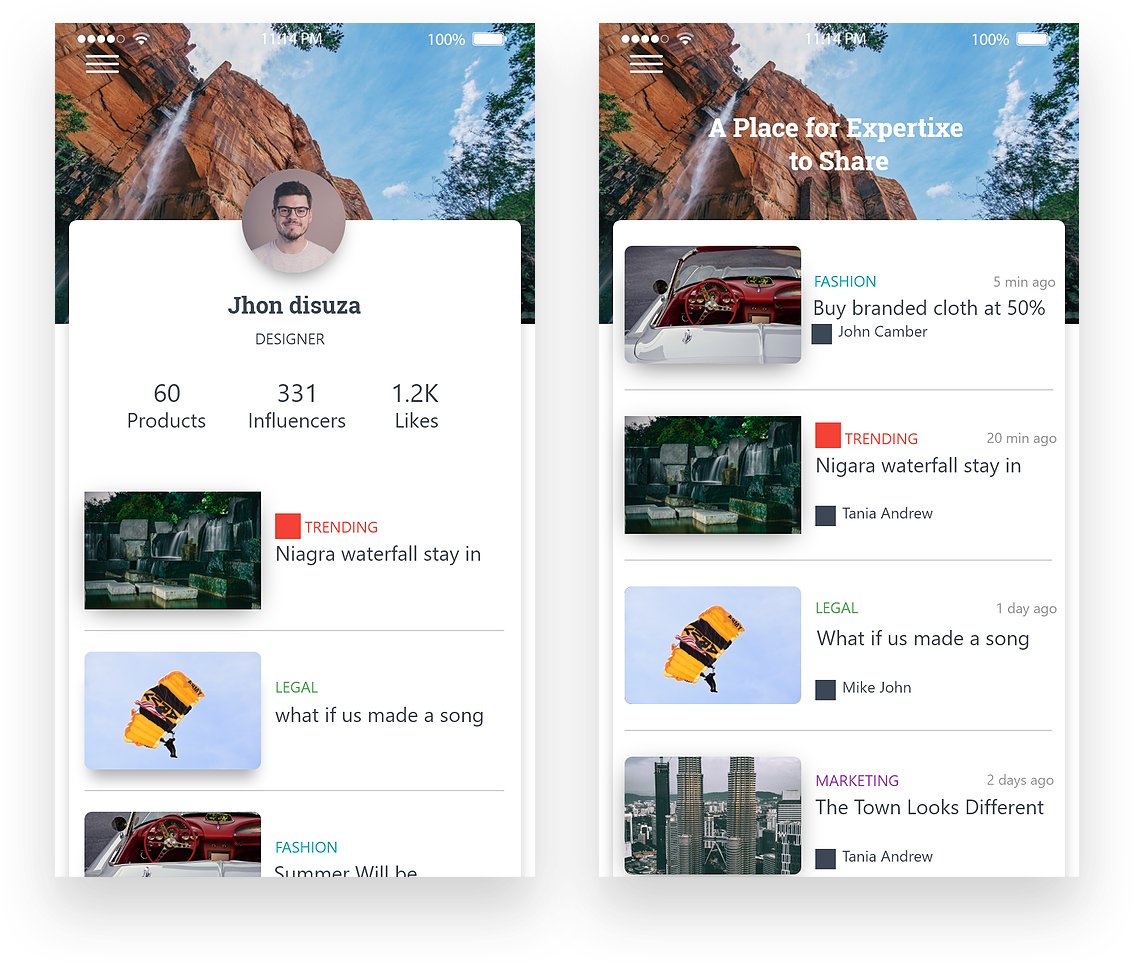 11:14 PM
100%
Jhon disuza
DESIGNER
60
Products
331
Influencers
1.2K
Likes
TRENDING
Niagra waterfall stay in
LEGAL
what if us made a song
FASHION
Summer Will be
11:14 PM
100%
A Place for Expertixe
to Share
FASHION
5 min ago
Buy branded cloth at 50%
John Camber
TRENDING
20 min ago
Nigara waterfall stay in
Tania Andrew
LEGAL
1 day ago
What if us made a song
Mike John
MARKETING
2 days ago
The Town Looks Different
Tania Andrew